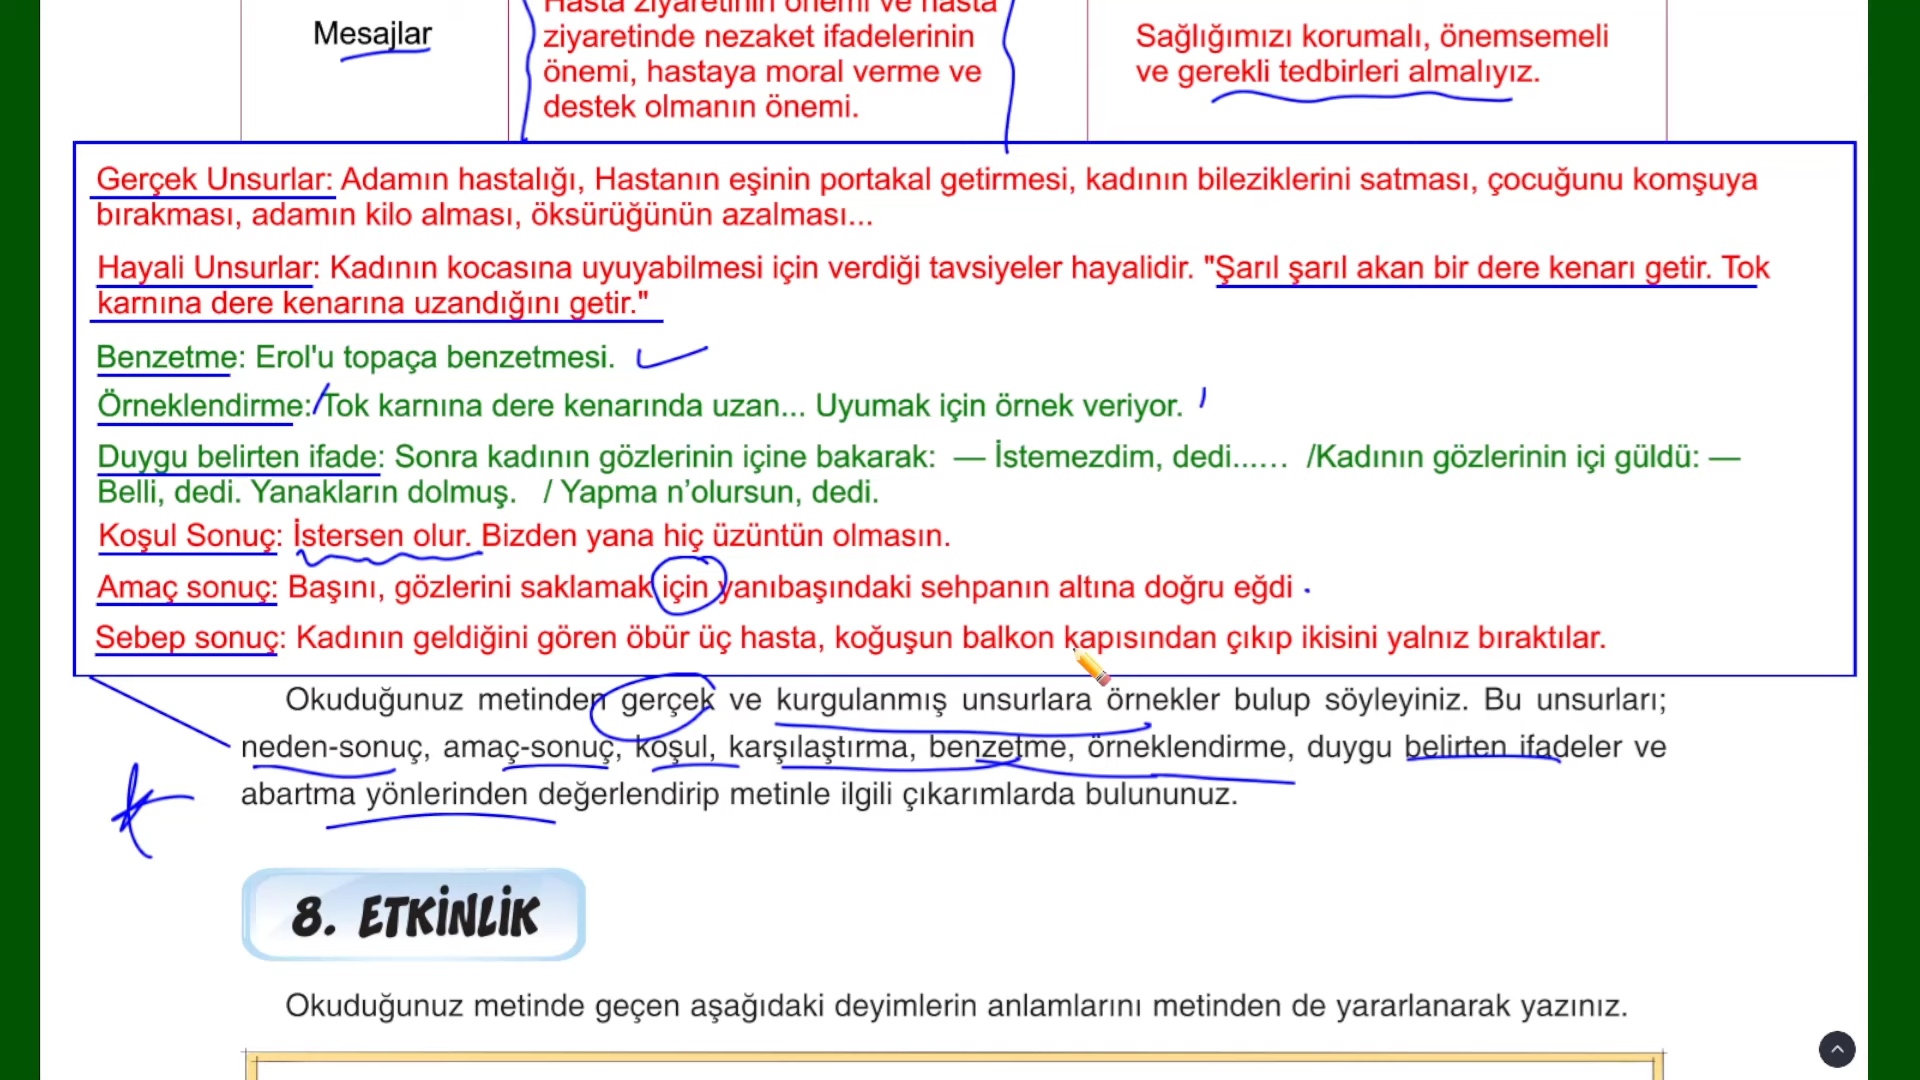 Hasta ziyaretinin önemi ve hasta
Mesajlar
ziyaretinde nezaket ifadelerinin
önemi, hastaya moral verme ve
destek olmanın önemi.
Sağlığımızı korumalı, önemsemeli
ve gerekli tedbirleri almalıyız.
Gerçek Unsurlar: Adamın hastalığı, Hastanın eşinin portakal getirmesi, kadının bileziklerini satması, çocuğunu komşuya
bırakması, adamın kilo alması, öksürüğünün azalması...
Hayali Unsurlar: Kadının kocasına uyuyabilmesi için verdiği tavsiyeler hayalidir. "Şarıl şarıl akan bir dere kenarı getir. Tok
karnına dere kenarına uzandığını getir."
Benzetme: Erol'u topaça benzetmesi.
Örneklendirme: Tok karnına dere kenarında uzan... Uyumak için örnek veriyor.
Duygu belirten ifade: Sonra kadının gözlerinin içine bakarak: — İstemezdim, dedi...... /Kadının gözlerinin içi güldü: —
Belli, dedi. Yanakların dolmuş. / Yapma n’olursun, dedi.
Koşul Sonuç: İstersen olur. Bizden yana hiç üzüntün olmasın.
Amaç sonuç: Başını, gözlerini saklamak için yanıbaşındaki sehpanın altına doğru eğdi
Sebep sonuç: Kadının geldiğini gören öbür üç hasta, koğuşun balkon kapısından çıkıp ikisini yalnız bıraktılar.
Okuduğunuz metinden gerçek ve kurgulanmış unsurlara örnekler bulup söyleyiniz. Bu unsurları;
neden-sonuç, amaç-sonuç, koşul, karşılaştırma, benzetme, örneklendirme, duygu belirten ifadeler ve
abartma yönlerinden değerlendirip metinle ilgili çıkarımlarda bulununuz.
8. ETKİNLİK
Okuduğunuz metinde geçen aşağıdaki deyimlerin anlamlarını metinden de yararlanarak yazınız.